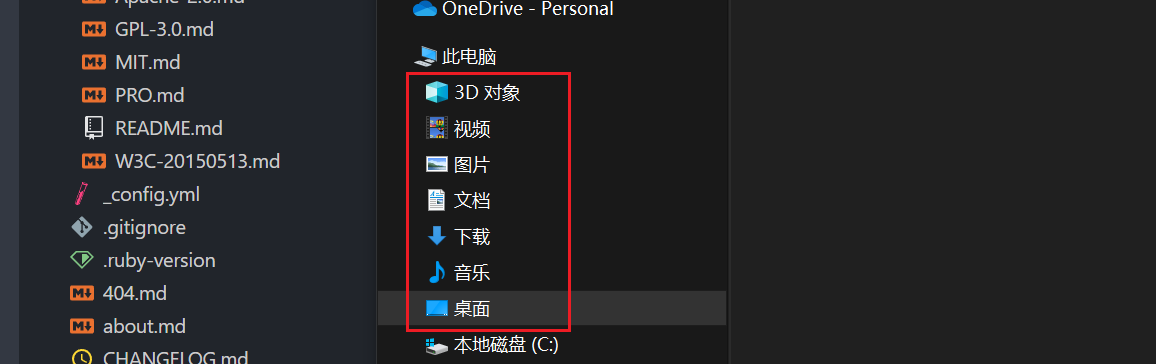 Apache-2.0.md
GPL-3.0.md
MIT.md
PRO.md
README.md
W3C-20150513.md
_config.yml
.gitignore
.ruby-version
404.md
about.md
CHANGELOG.md
OneDrive - Personal
此电脑
3D 对象
视频
图片
文档
下载
音乐
桌面
本地磁盘 (C:)